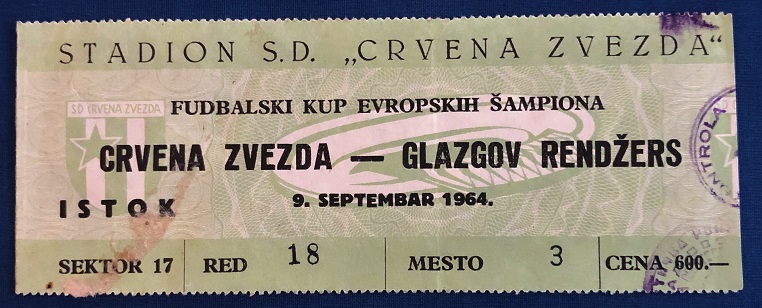 STADION S.D. „CRVENA ZVEZDA“
S D CRVENA ZVEZDA
FUDBALSKI KUP EVROPSKIH ŠAMPIONA
CRVENA ZVEZDA — GLAZGOV RENDŽERS
9. SEPTEMBAR 1964.
ISTOK
SEKTOR 17 RED 18 MESTO 3 CENA 600.—
KONTROLA